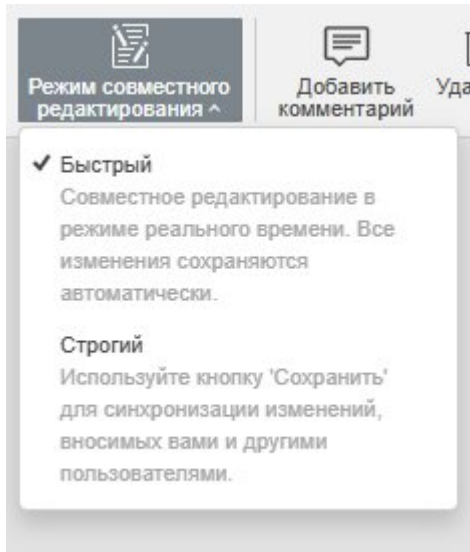 Режим совместного
редактирования ^
Добавить
комментарий
Уда
Быстрый
Совместное редактирование в
режиме реального времени. Все
изменения сохраняются
автоматически.
Строгий
Используйте кнопку 'Сохранить'
для синхронизации изменений,
вносимых вами и другими
пользователями.